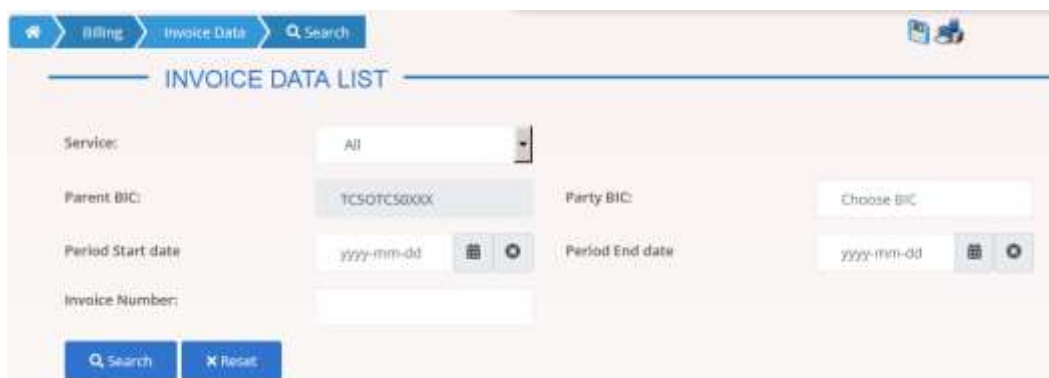 Billing Invoice Data Search
INVOICE DATA LIST
Service: All
Parent BIC: TCSOTCS0XXX Party BIC: Choose BIC
Period Start date yyyy-mm-dd Period End date yyyy-mm-dd
Invoice Number:
Search Reset